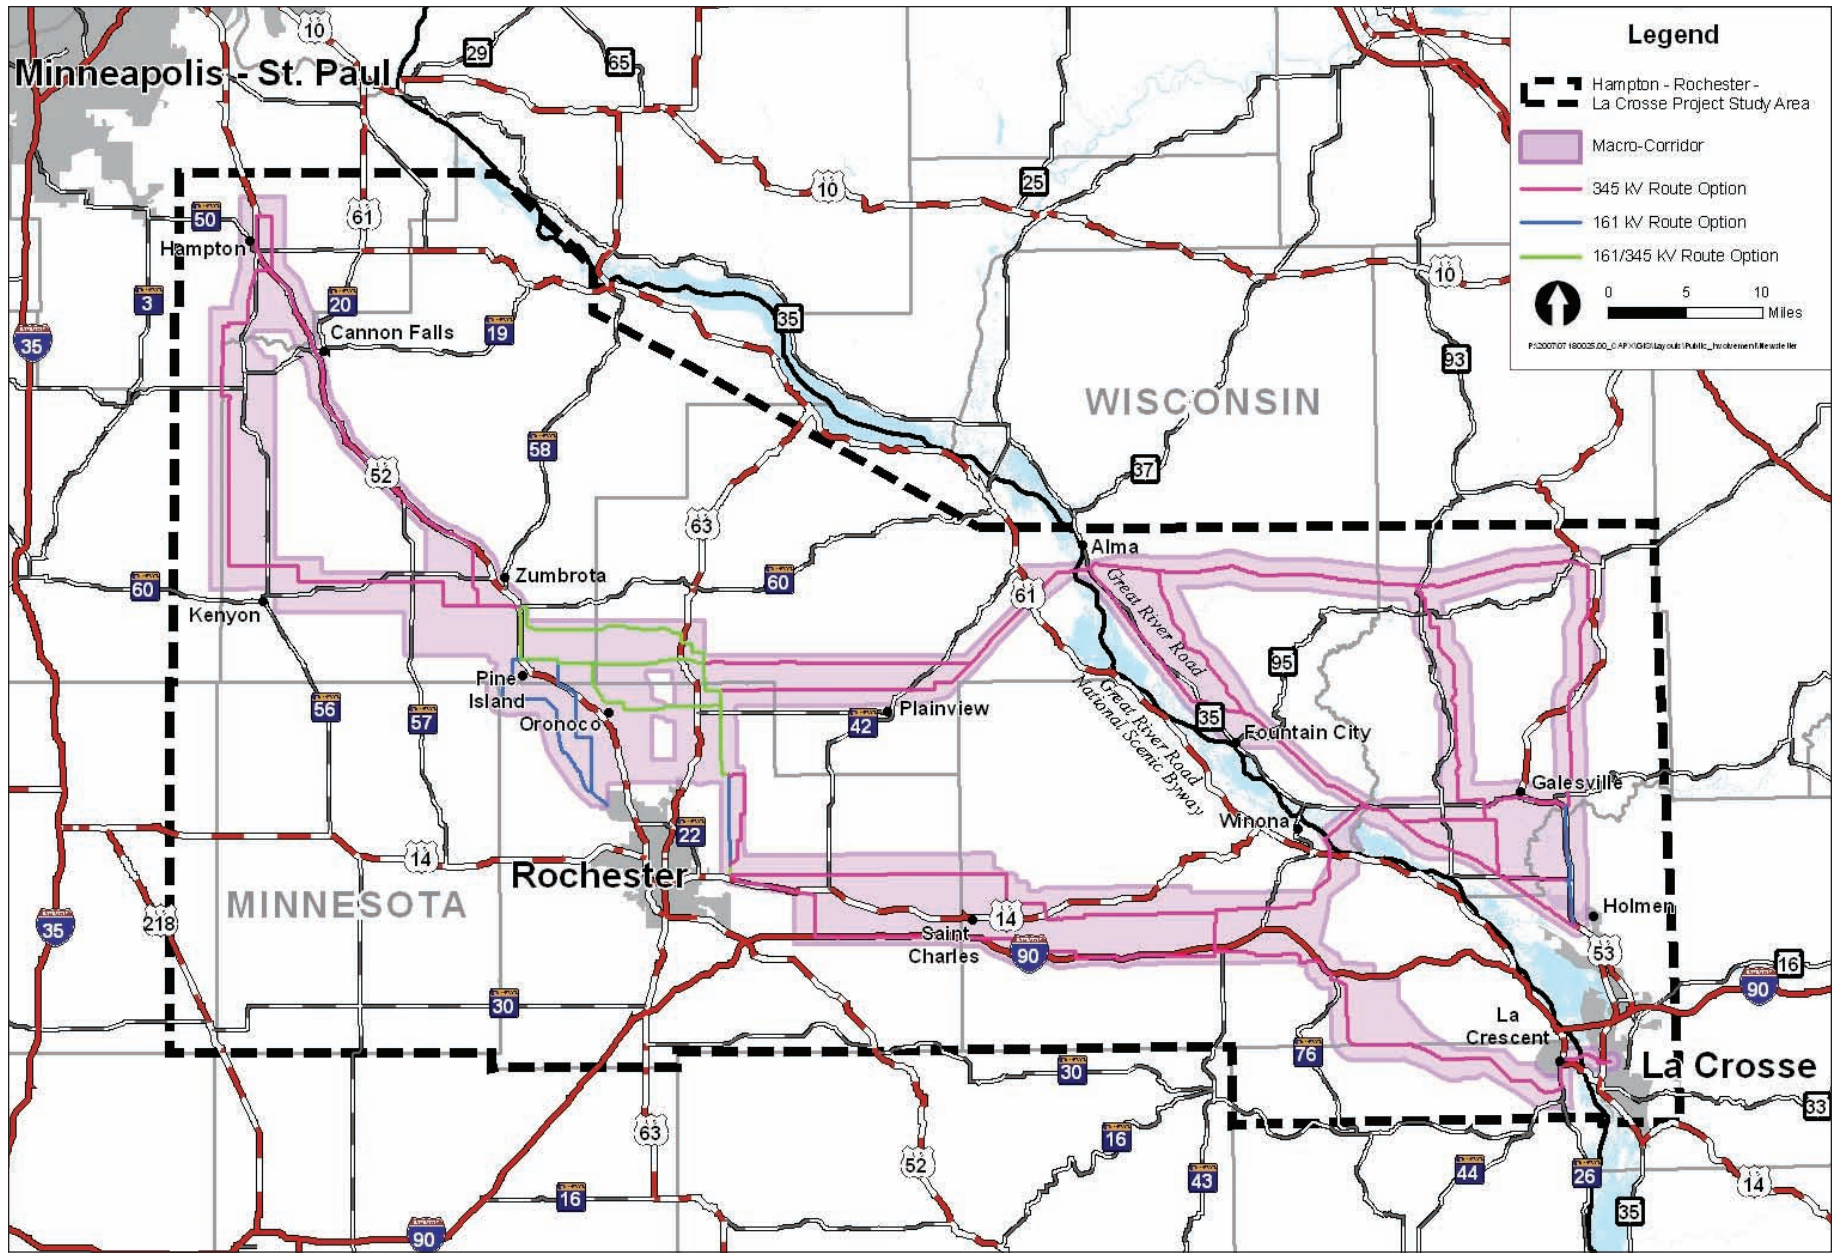 Minneapolis - St. Paul
10
29
65
61
10
25
50
Hampton
3
20
19
Cannon Falls
35
35
10
93
WISCONSIN
58
52
37
63
Alma
60
Zumbrota
60
61
Kenyon
Great River Road
Pine
Island
Oronoco
56
57
42
Plainview
Great River Road
National Scenic Byway
95
35
Fountain City
Galesville
Winona
22
14
Rochester
MINNESOTA
218
35
Saint
Charles
14
90
Holmen
53
16
90
30
La
Crescent
La Crosse
76
30
33
63
52
16
43
44
26
14
16
90
35
Legend
Hampton - Rochester -
La Crosse Project Study Area
Macro-Corridor
345 kV Route Option
161 kV Route Option
161/345 kV Route Option
0 5 10
Miles